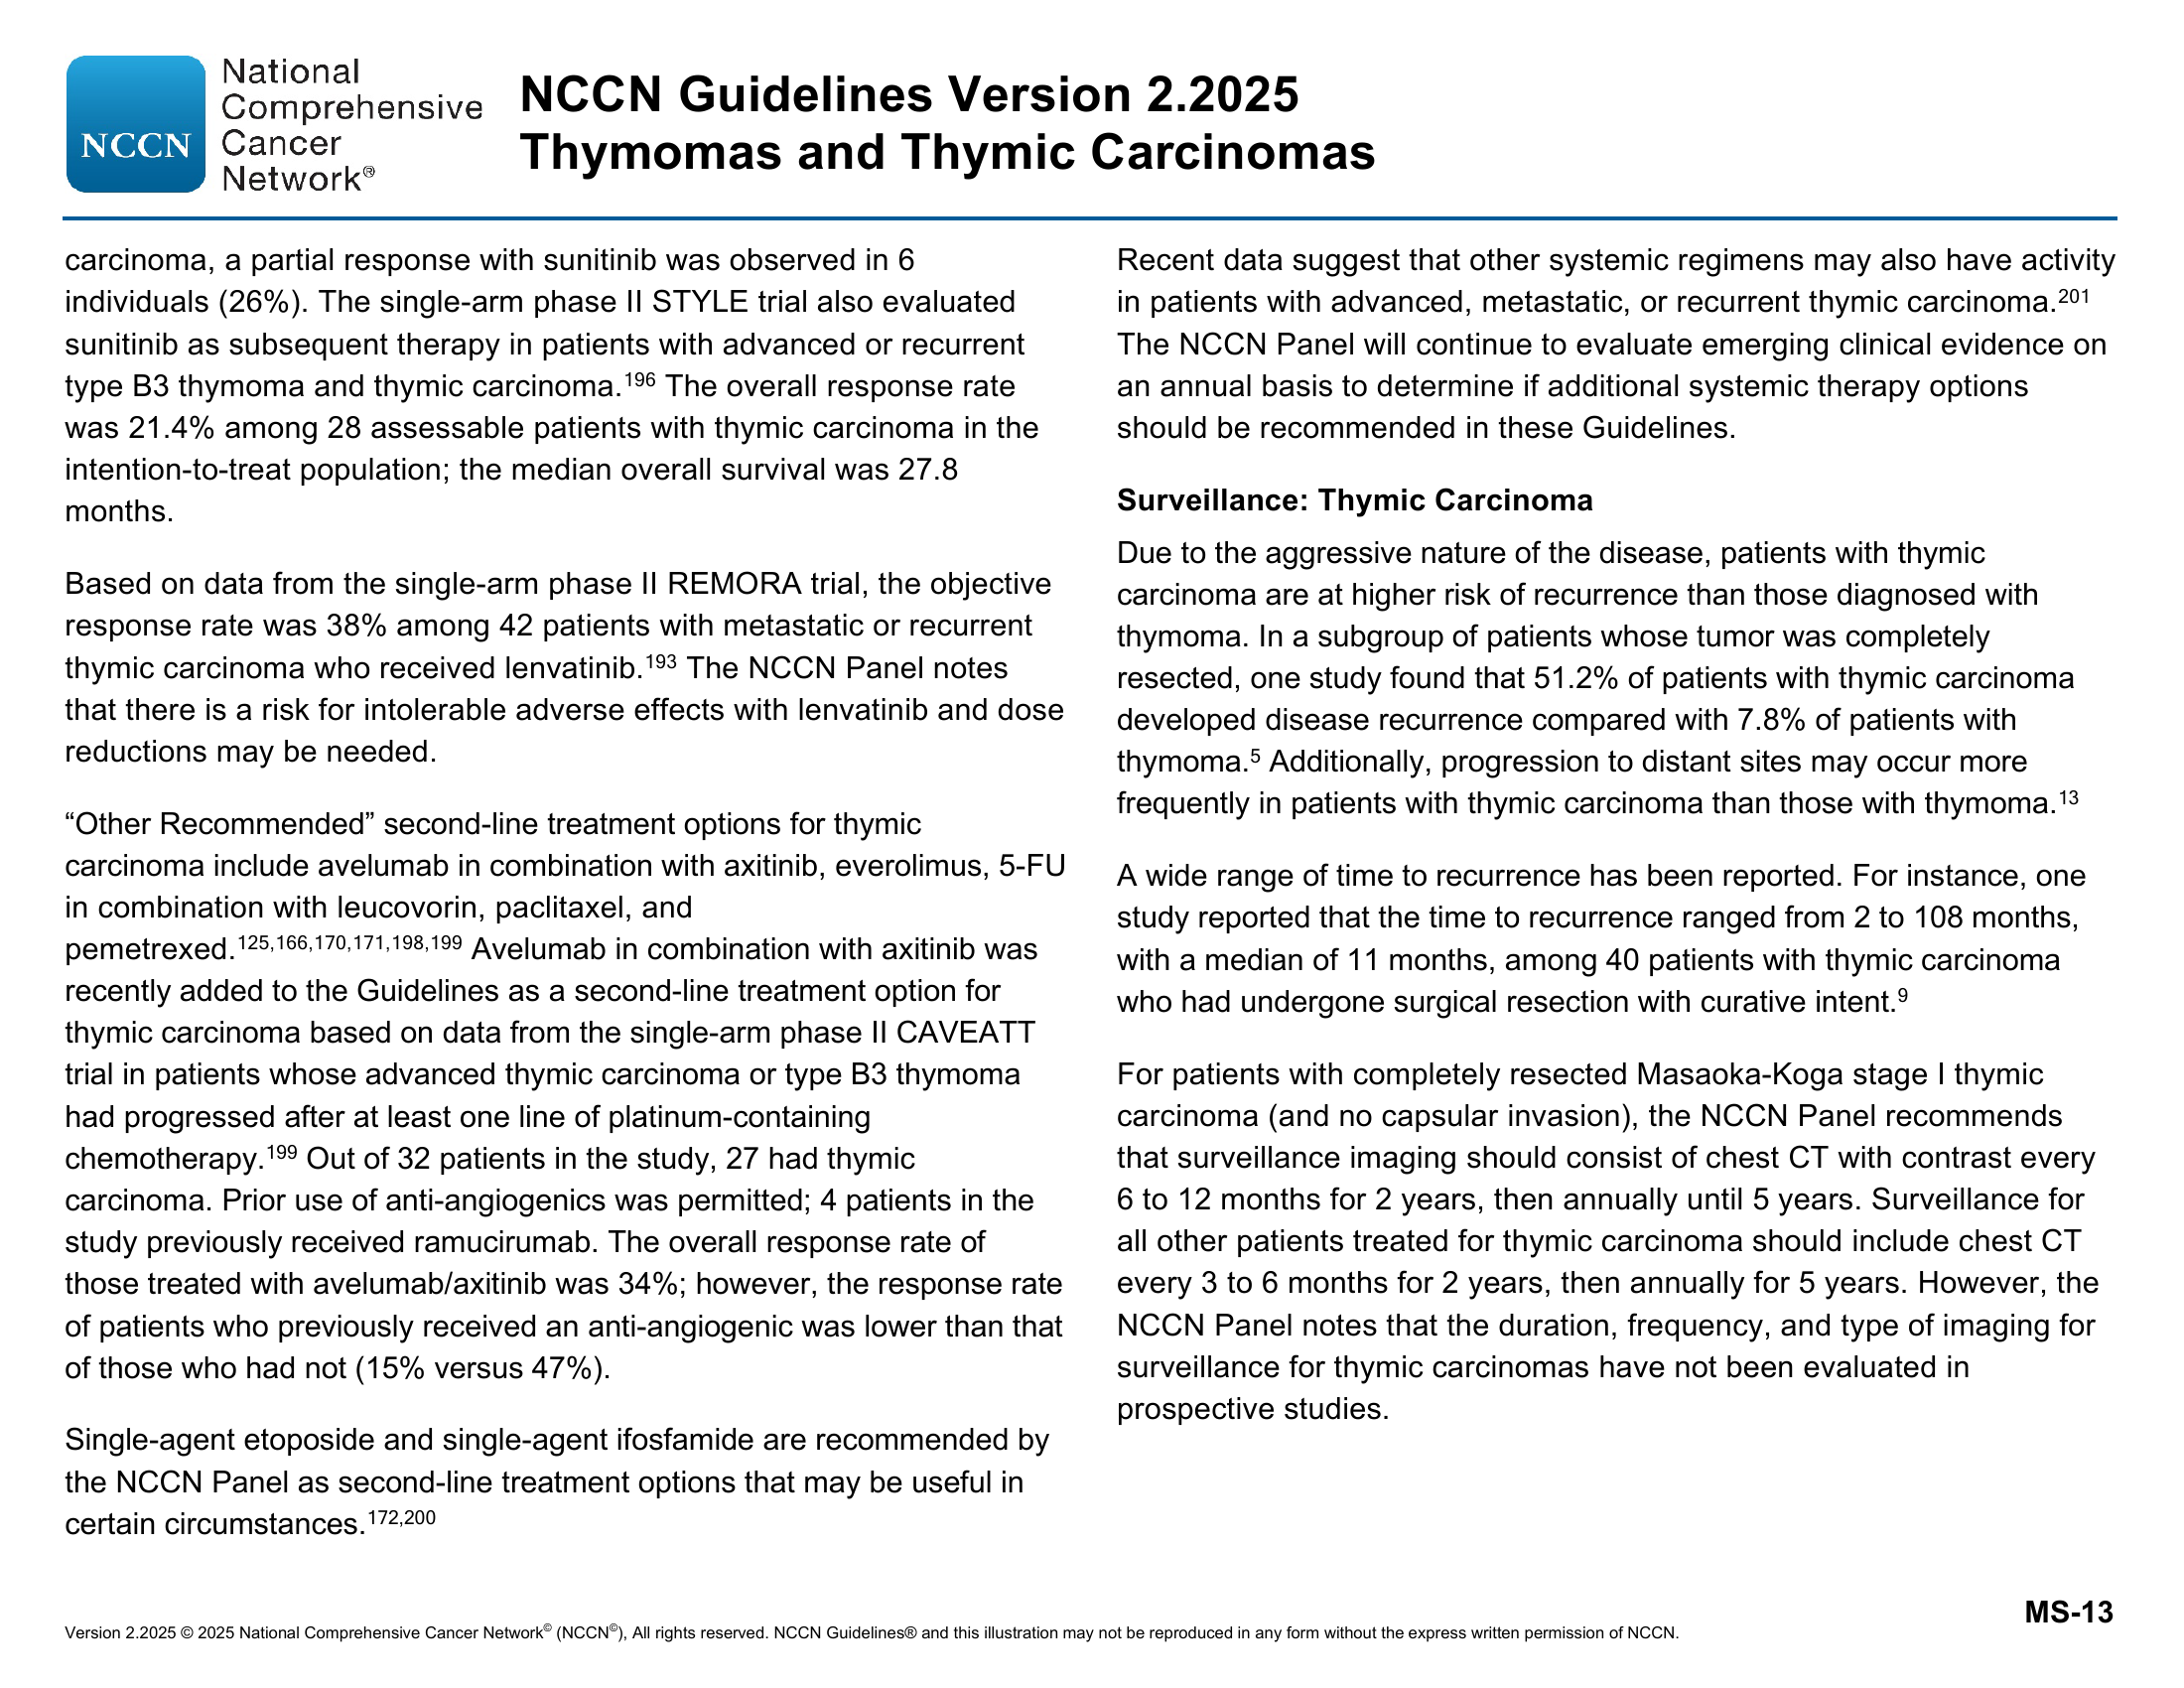 NCCN
National
Comprehensive
Cancer
Network®
NCCN Guidelines Version 2.2025
Thymomas and Thymic Carcinomas
carcinoma, a partial response with sunitinib was observed in 6
individuals (26%). The single-arm phase II STYLE trial also evaluated
sunitinib as subsequent therapy in patients with advanced or recurrent
type B3 thymoma and thymic carcinoma.196 The overall response rate
was 21.4% among 28 assessable patients with thymic carcinoma in the
intention-to-treat population; the median overall survival was 27.8
months.
Based on data from the single-arm phase II REMORA trial, the objective
response rate was 38% among 42 patients with metastatic or recurrent
thymic carcinoma who received lenvatinib.193 The NCCN Panel notes
that there is a risk for intolerable adverse effects with lenvatinib and dose
reductions may be needed.
“Other Recommended” second-line treatment options for thymic
carcinoma include avelumab in combination with axitinib, everolimus, 5-FU
in combination with leucovorin, paclitaxel, and
pemetrexed.125,166,170,171,198,199 Avelumab in combination with axitinib was
recently added to the Guidelines as a second-line treatment option for
thymic carcinoma based on data from the single-arm phase II CAVEATT
trial in patients whose advanced thymic carcinoma or type B3 thymoma
had progressed after at least one line of platinum-containing
chemotherapy.199 Out of 32 patients in the study, 27 had thymic
carcinoma. Prior use of anti-angiogenics was permitted; 4 patients in the
study previously received ramucirumab. The overall response rate of
those treated with avelumab/axitinib was 34%; however, the response rate
of patients who previously received an anti-angiogenic was lower than that
of those who had not (15% versus 47%).
Single-agent etoposide and single-agent ifosfamide are recommended by
the NCCN Panel as second-line treatment options that may be useful in
certain circumstances.172,200
Recent data suggest that other systemic regimens may also have activity
in patients with advanced, metastatic, or recurrent thymic carcinoma.201
The NCCN Panel will continue to evaluate emerging clinical evidence on
an annual basis to determine if additional systemic therapy options
should be recommended in these Guidelines.
Surveillance: Thymic Carcinoma
Due to the aggressive nature of the disease, patients with thymic
carcinoma are at higher risk of recurrence than those diagnosed with
thymoma. In a subgroup of patients whose tumor was completely
resected, one study found that 51.2% of patients with thymic carcinoma
developed disease recurrence compared with 7.8% of patients with
thymoma.5 Additionally, progression to distant sites may occur more
frequently in patients with thymic carcinoma than those with thymoma.13
A wide range of time to recurrence has been reported. For instance, one
study reported that the time to recurrence ranged from 2 to 108 months,
with a median of 11 months, among 40 patients with thymic carcinoma
who had undergone surgical resection with curative intent.9
For patients with completely resected Masaoka-Koga stage I thymic
carcinoma (and no capsular invasion), the NCCN Panel recommends
that surveillance imaging should consist of chest CT with contrast every
6 to 12 months for 2 years, then annually until 5 years. Surveillance for
all other patients treated for thymic carcinoma should include chest CT
every 3 to 6 months for 2 years, then annually for 5 years. However, the
NCCN Panel notes that the duration, frequency, and type of imaging for
surveillance for thymic carcinomas have not been evaluated in
prospective studies.
MS-13
Version 2.2025 © 2025 National Comprehensive Cancer Network© (NCCN©), All rights reserved. NCCN Guidelines® and this illustration may not be reproduced in any form without the express written permission of NCCN.